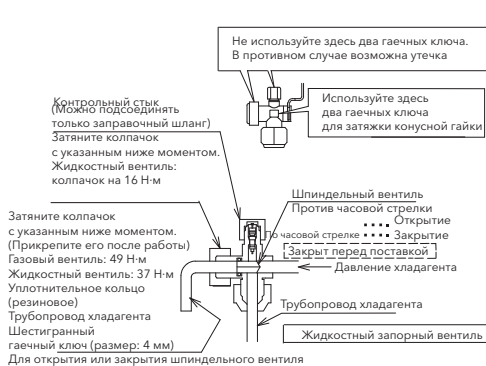 Не используйте здесь два гаечных ключа.
В противном случае возможна утечка
Используйте здесь
два гаечных ключа
для затяжки конусной гайки
Контрольный стык
(Можно подсоединять
только заправочный шланг)
Затяните колпачок
с указанным ниже моментом.
Жидкостный вентиль:
колпачок на 16 Н·м
Шпиндельный вентиль
Против часовой стрелки
.... Открытие
По часовой стрелке .... Закрытие
Закрыт перед поставкой
Давление хладагента
Затяните колпачок
с указанным ниже моментом.
(Прикрепите его после работы)
Газовый вентиль: 49 Н·м
Жидкостный вентиль: 37 Н·м
Уплотнительное кольцо
(резиновое)
Трубопровод хладагента
Шестигранный
гаечный ключ (размер: 4 мм)
Для открытия или закрытия шпиндельного вентиля
Трубопровод хладагента
Жидкостный запорный вентиль